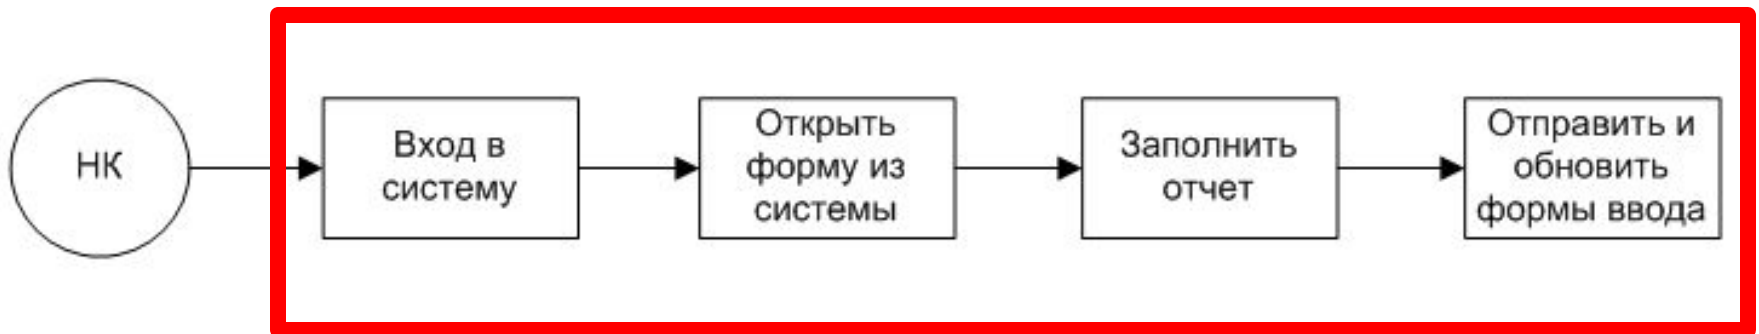 НК
Вход в
систему
Открыть
форму из
системы
Заполнить
отчет
Отправить и
обновить
формы ввода